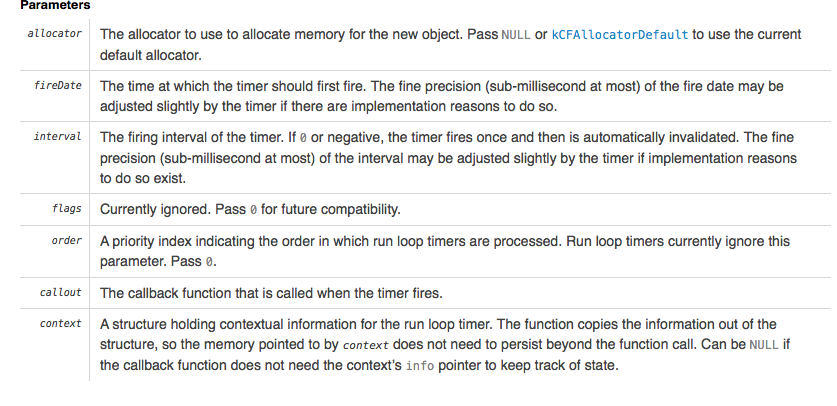 Parameters
allocator The allocator to use to allocate memory for the new object. Pass NULL or kCFAllocatorDefault to use the current
default allocator.
fireDate The time at which the timer should first fire. The fine precision (sub-millisecond at most) of the fire date may be
adjusted slightly by the timer if there are implementation reasons to do so.
interval The firing interval of the timer. If 0 or negative, the timer fires once and then is automatically invalidated. The fine
precision (sub-millisecond at most) of the interval may be adjusted slightly by the timer if implementation reasons
to do so exist.
flags Currently ignored. Pass 0 for future compatibility.
order A priority index indicating the order in which run loop timers are processed. Run loop timers currently ignore this
parameter. Pass 0.
callout The callback function that is called when the timer fires.
context A structure holding contextual information for the run loop timer. The function copies the information out of the
structure, so the memory pointed to by context does not need to persist beyond the function call. Can be NULL if
the callback function does not need the context’s info pointer to keep track of state.